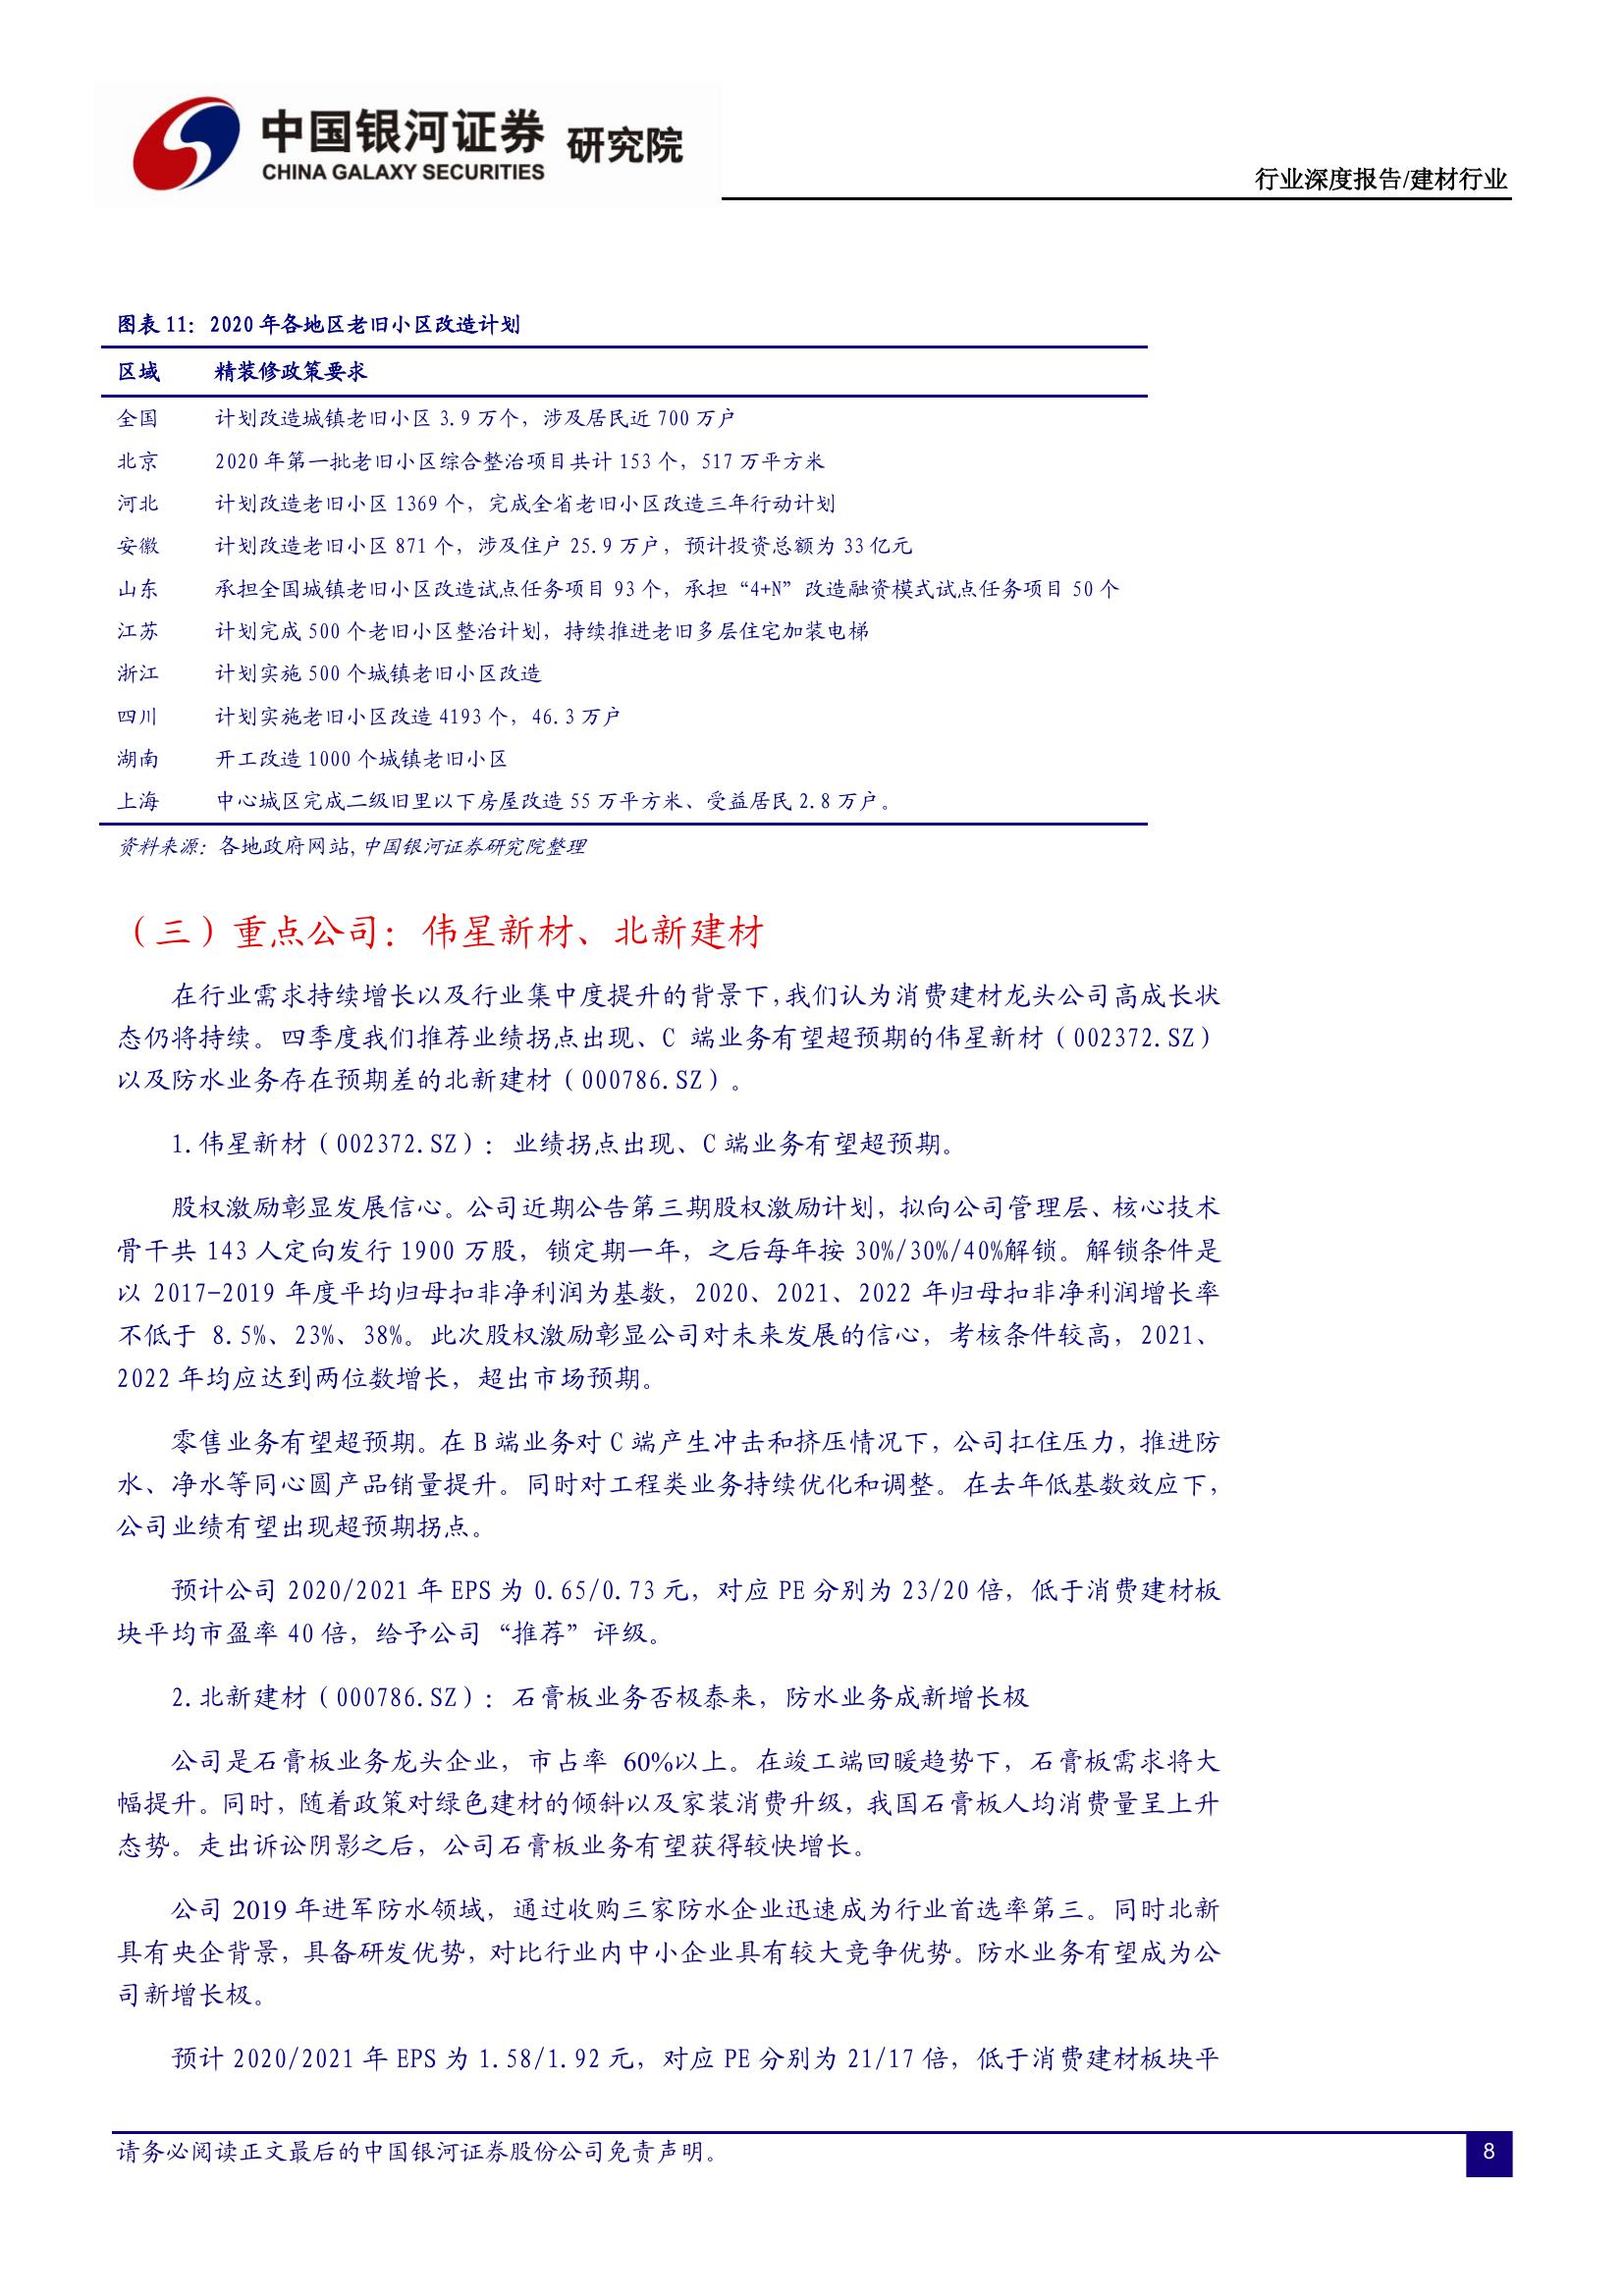 中国银河证券 研究院
CHINA GALAXY SECURITIES
行业深度报告/建材行业
图表 11：2020 年各地区老旧小区改造计划
区域 精装修政策要求
全国 计划改造城镇老旧小区 3.9 万个，涉及居民近 700 万户
北京 2020 年第一批老旧小区综合整治项目共计 153 个，517 万平方米
河北 计划改造老旧小区 1369 个，完成全省老旧小区改造三年行动计划
安徽 计划改造老旧小区 871 个，涉及住户 25.9 万户，预计投资总额为 33 亿元
山东 承担全国城镇老旧小区改造试点任务项目 93 个，承担“4+N”改造融资模式试点任务项目 50 个
江苏 计划完成 500 个老旧小区整治计划，持续推进老旧多层住宅加装电梯
浙江 计划实施 500 个城镇老旧小区改造
四川 计划实施老旧小区改造 4193 个，46.3 万户
湖南 开工改造 1000 个城镇老旧小区
上海 中心城区完成二级旧里以下房屋改造 55 万平方米、受益居民 2.8 万户。
资料来源：各地政府网站, 中国银河证券研究院整理
（三）重点公司：伟星新材、北新建材
在行业需求持续增长以及行业集中度提升的背景下，我们认为消费建材龙头公司高成长状
态仍将持续。四季度我们推荐业绩拐点出现、C 端业务有望超预期的伟星新材（002372.SZ）
以及防水业务存在预期差的北新建材（000786.SZ）。
1.伟星新材（002372.SZ）：业绩拐点出现、C 端业务有望超预期。
股权激励彰显发展信心。公司近期公告第三期股权激励计划，拟向公司管理层、核心技术
骨干共 143 人定向发行 1900 万股，锁定期一年，之后每年按 30%/30%/40%解锁。解锁条件是
以 2017-2019 年度平均归母扣非净利润为基数，2020、2021、2022 年归母扣非净利润增长率
不低于 8.5%、23%、38%。此次股权激励彰显公司对未来发展的信心，考核条件较高，2021、
2022 年均应达到两位数增长，超出市场预期。
零售业务有望超预期。在 B 端业务对 C 端产生冲击和挤压情况下，公司扛住压力，推进防
水、净水等同心圆产品销量提升。同时对工程类业务持续优化和调整。在去年低基数效应下，
公司业绩有望出现超预期拐点。
预计公司 2020/2021 年 EPS 为 0.65/0.73 元，对应 PE 分别为 23/20 倍，低于消费建材板
块平均市盈率 40 倍，给予公司“推荐”评级。
2.北新建材（000786.SZ）：石膏板业务否极泰来，防水业务成新增长极
公司是石膏板业务龙头企业，市占率 60%以上。在竣工端回暖趋势下，石膏板需求将大
幅提升。同时，随着政策对绿色建材的倾斜以及家装消费升级，我国石膏板人均消费量呈上升
态势。走出诉讼阴影之后，公司石膏板业务有望获得较快增长。
公司 2019 年进军防水领域，通过收购三家防水企业迅速成为行业首选率第三。同时北新
具有央企背景，具备研发优势，对比行业内中小企业具有较大竞争优势。防水业务有望成为公
司新增长极。
预计 2020/2021 年 EPS 为 1.58/1.92 元，对应 PE 分别为 21/17 倍，低于消费建材板块平
请务必阅读正文最后的中国银河证券股份公司免责声明。
8